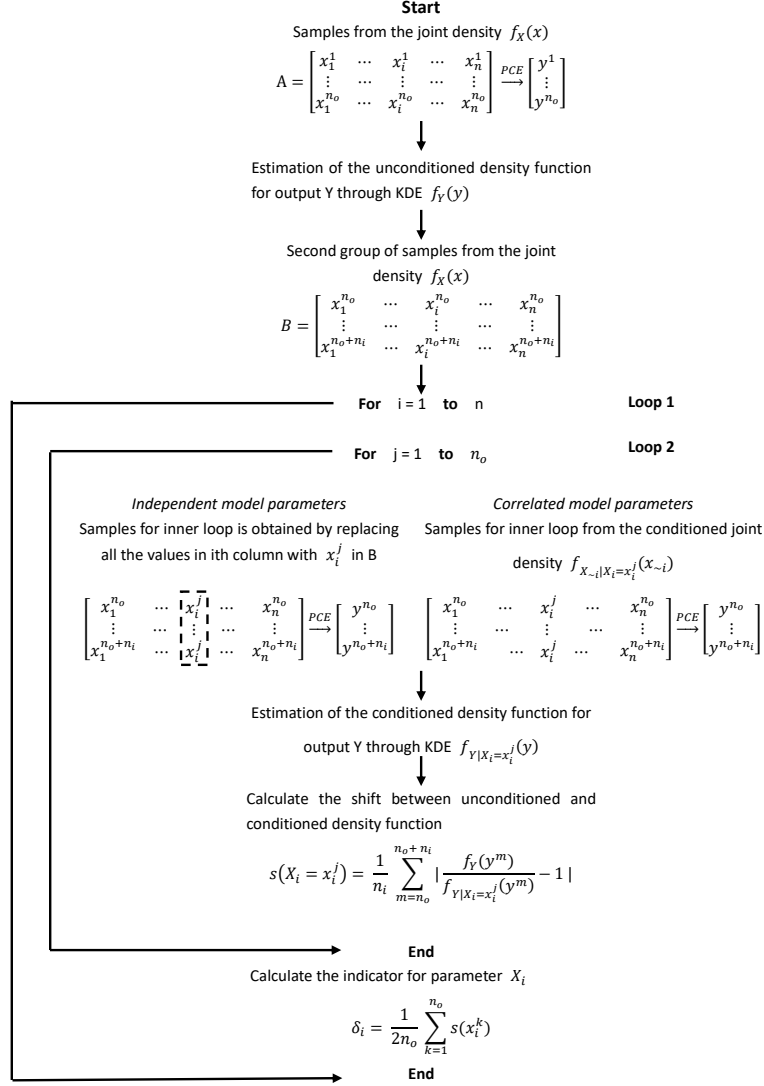 Start
Samples from the joint density f_X(x)
A = [x_1^1 ⋯ x_i^1 ⋯ x_n^1; ⋮ ⋯ ⋮ ⋯ ⋮; x_1^{n_o} ⋯ x_i^{n_o} ⋯ x_n^{n_o}] \xrightarrow{PCE} [y^1; ⋮; y^{n_o}]
Estimation of the unconditioned density function
for output Y through KDE f_Y(y)
Second group of samples from the joint
density f_X(x)
B = [x_1^{n_o} ⋯ x_i^{n_o} ⋯ x_n^{n_o}; ⋮ ⋯ ⋮ ⋯ ⋮; x_1^{n_o+n_i} ⋯ x_i^{n_o+n_i} ⋯ x_n^{n_o+n_i}]
For i = 1 to n Loop 1
For j = 1 to n_o Loop 2
Independent model parameters
Samples for inner loop is obtained by replacing
all the values in ith column with x_i^j in B
[x_1^{n_o} ⋯ x_i^j ⋯ x_n^{n_o}; ⋮ ⋯ ⋮ ⋯ ⋮; x_1^{n_o+n_i} ⋯ x_i^j ⋯ x_n^{n_o+n_i}] \xrightarrow{PCE} [y^{n_o}; ⋮; y^{n_o+n_i}]
Correlated model parameters
Samples for inner loop from the conditioned joint
density f_{X_{~i}|X_i=x_i^j}(x_{~i})
[x_1^{n_o} ⋯ x_i^j ⋯ x_n^{n_o}; ⋮ ⋯ ⋮ ⋯ ⋮; x_1^{n_o+n_i} ⋯ x_i^j ⋯ x_n^{n_o+n_i}] \xrightarrow{PCE} [y^{n_o}; ⋮; y^{n_o+n_i}]
Estimation of the conditioned density function for
output Y through KDE f_{Y|X_i=x_i^j}(y)
Calculate the shift between unconditioned and
conditioned density function
s(X_i = x_i^j) = \frac{1}{n_i} \sum_{m=n_o}^{n_o+n_i} | \frac{f_Y(y^m)}{f_{Y|X_i=x_i^j}(y^m)} − 1 |
End
Calculate the indicator for parameter X_i
δ_i = \frac{1}{2n_o} \sum_{k=1}^{n_o} s(x_i^k)
End